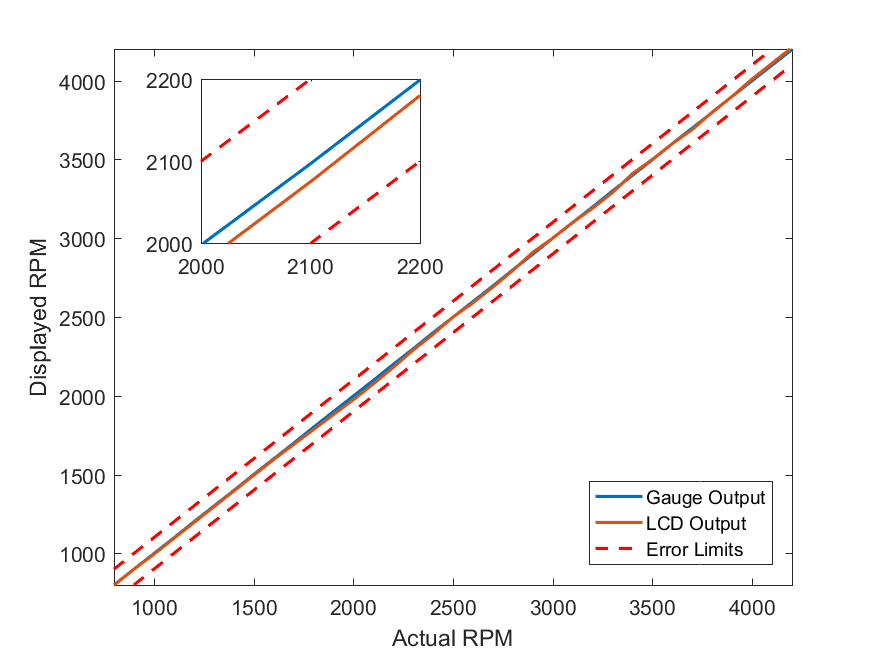 4000
3500
3000
2500
2000
1500
1000
Displayed RPM
2200
2100
2000
2000 2100 2200
Gauge Output
LCD Output
Error Limits
1000 1500 2000 2500 3000 3500 4000
Actual RPM